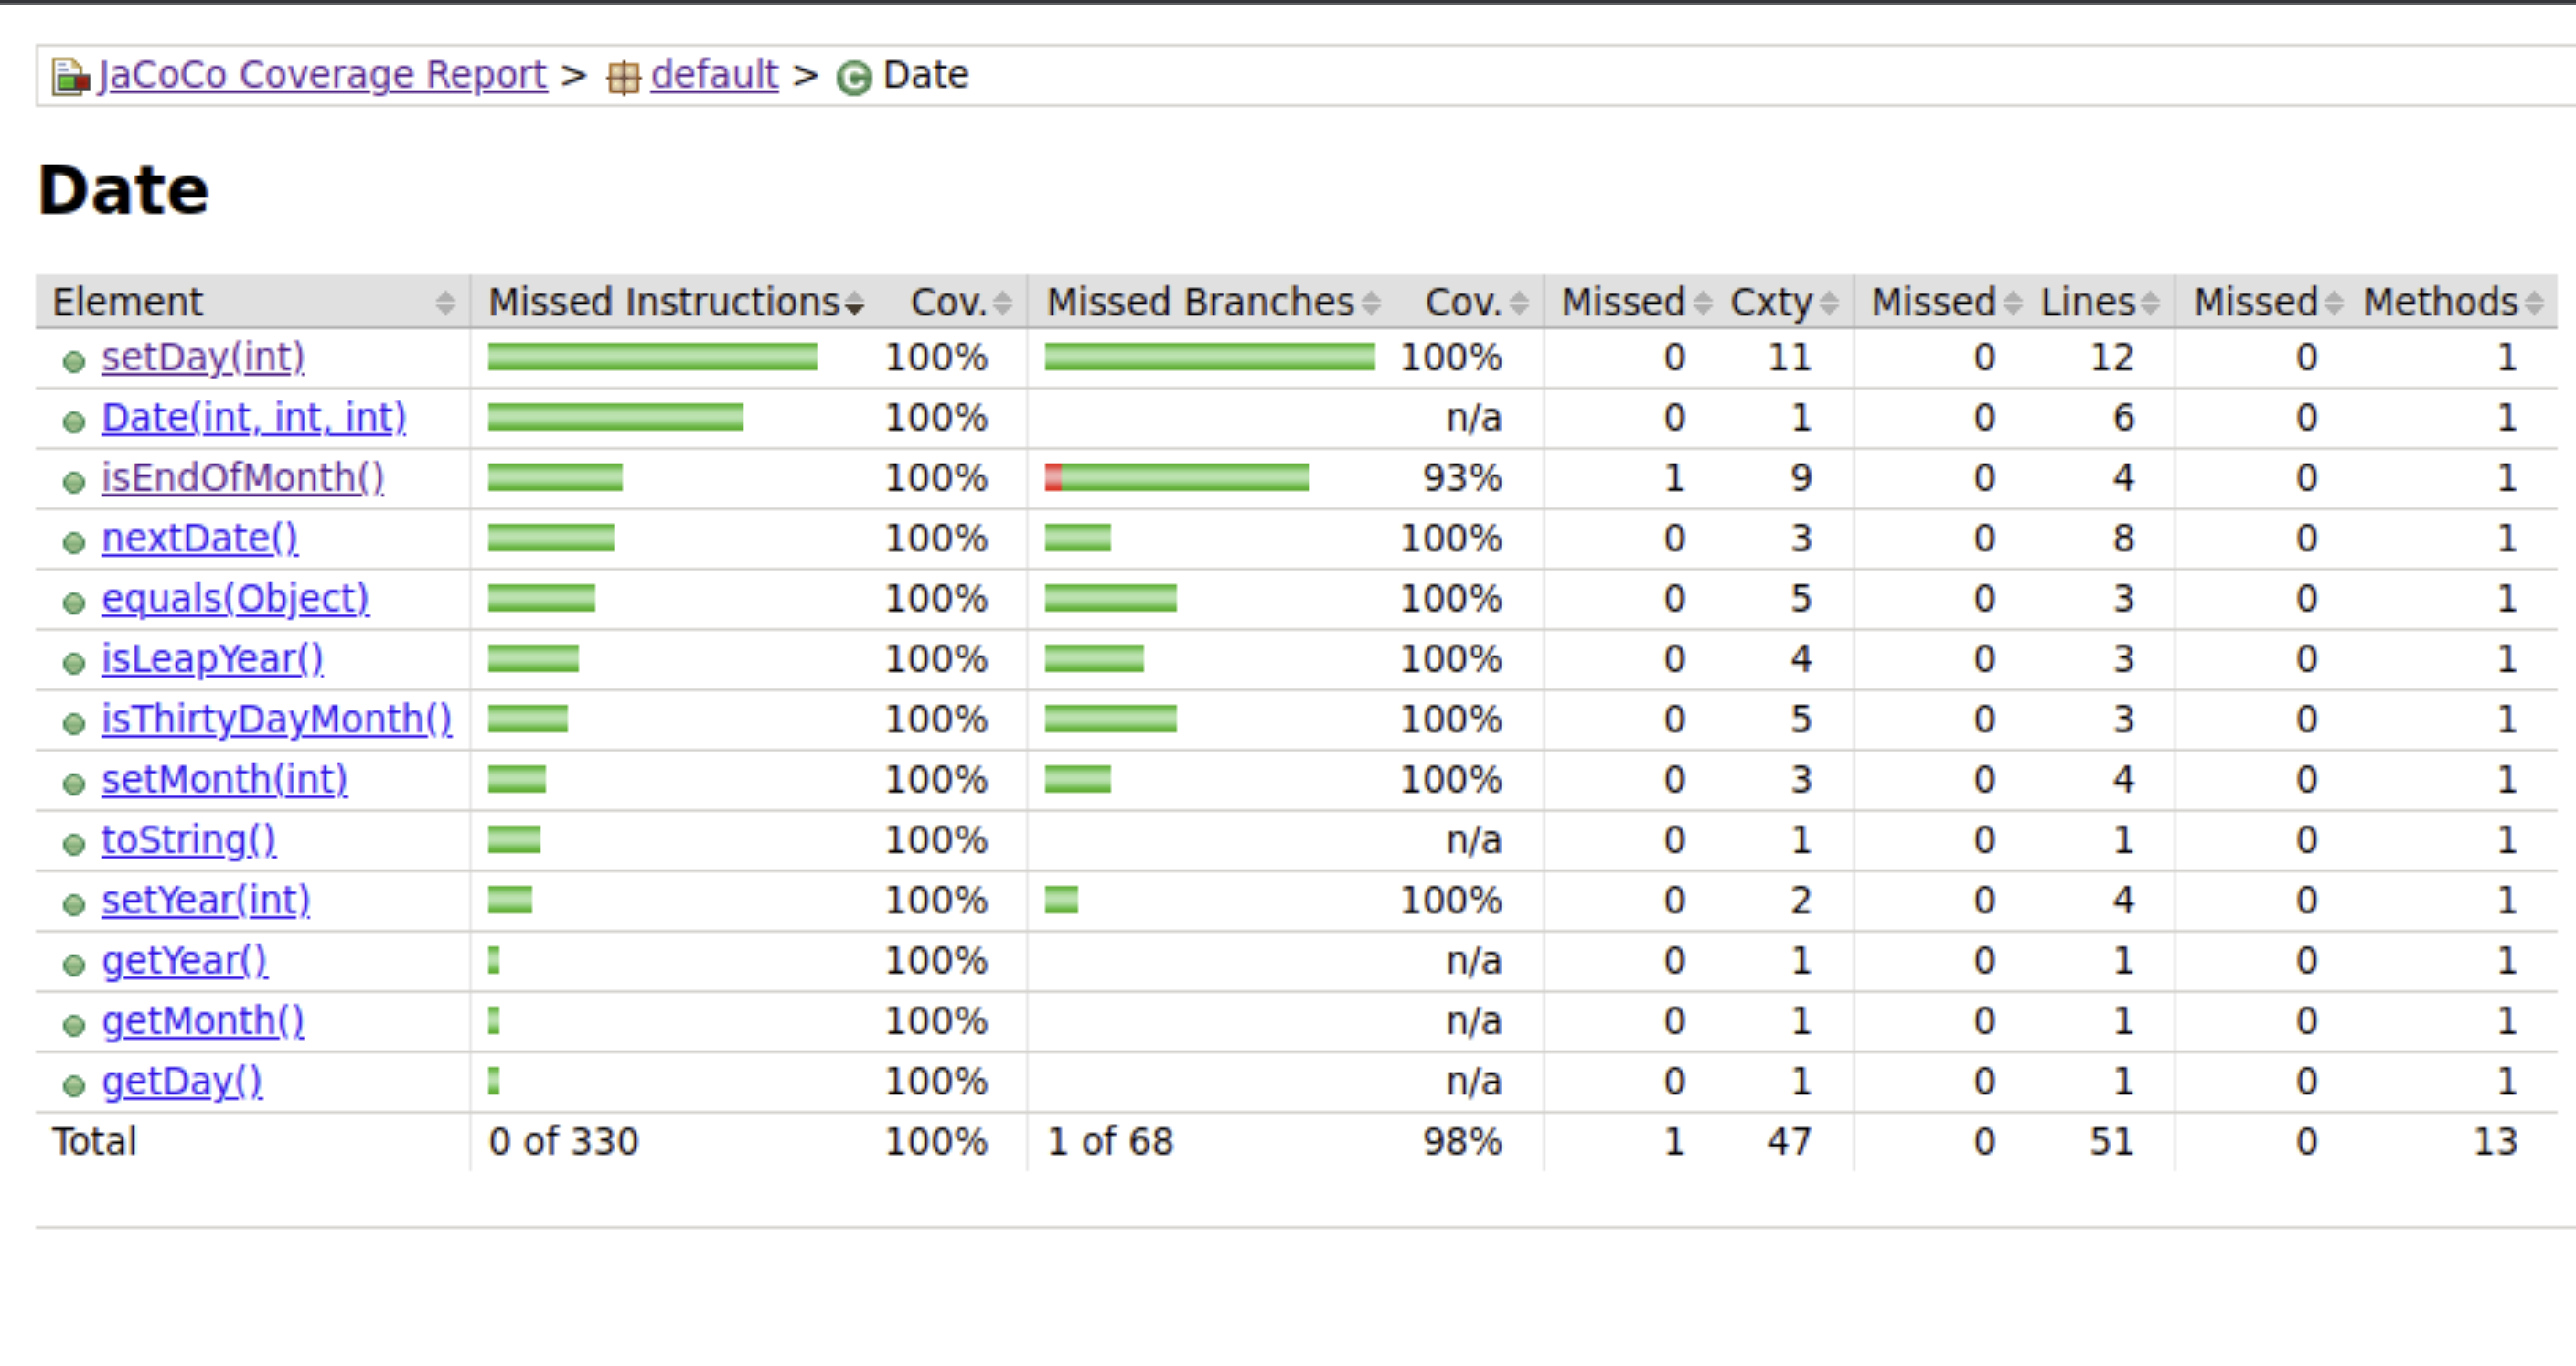 JaCoCo Coverage Report > default > Date
Date
Element Missed Instructions Cov. Missed Branches Cov. Missed Cxty Missed Lines Missed Methods
setDay(int) 100% 100% 0 11 0 12 0 1
Date(int, int, int) 100% n/a 0 1 0 6 0 1
isEndOfMonth() 100% 93% 1 9 0 4 0 1
nextDate() 100% 100% 0 3 0 8 0 1
equals(Object) 100% 100% 0 5 0 3 0 1
isLeapYear() 100% 100% 0 4 0 3 0 1
isThirtyDayMonth() 100% 100% 0 5 0 3 0 1
setMonth(int) 100% 100% 0 3 0 4 0 1
toString() 100% n/a 0 1 0 1 0 1
setYear(int) 100% 100% 0 2 0 4 0 1
getYear() 100% n/a 0 1 0 1 0 1
getMonth() 100% n/a 0 1 0 1 0 1
getDay() 100% n/a 0 1 0 1 0 1
Total 0 of 330 100% 1 of 68 98% 1 47 0 51 0 13